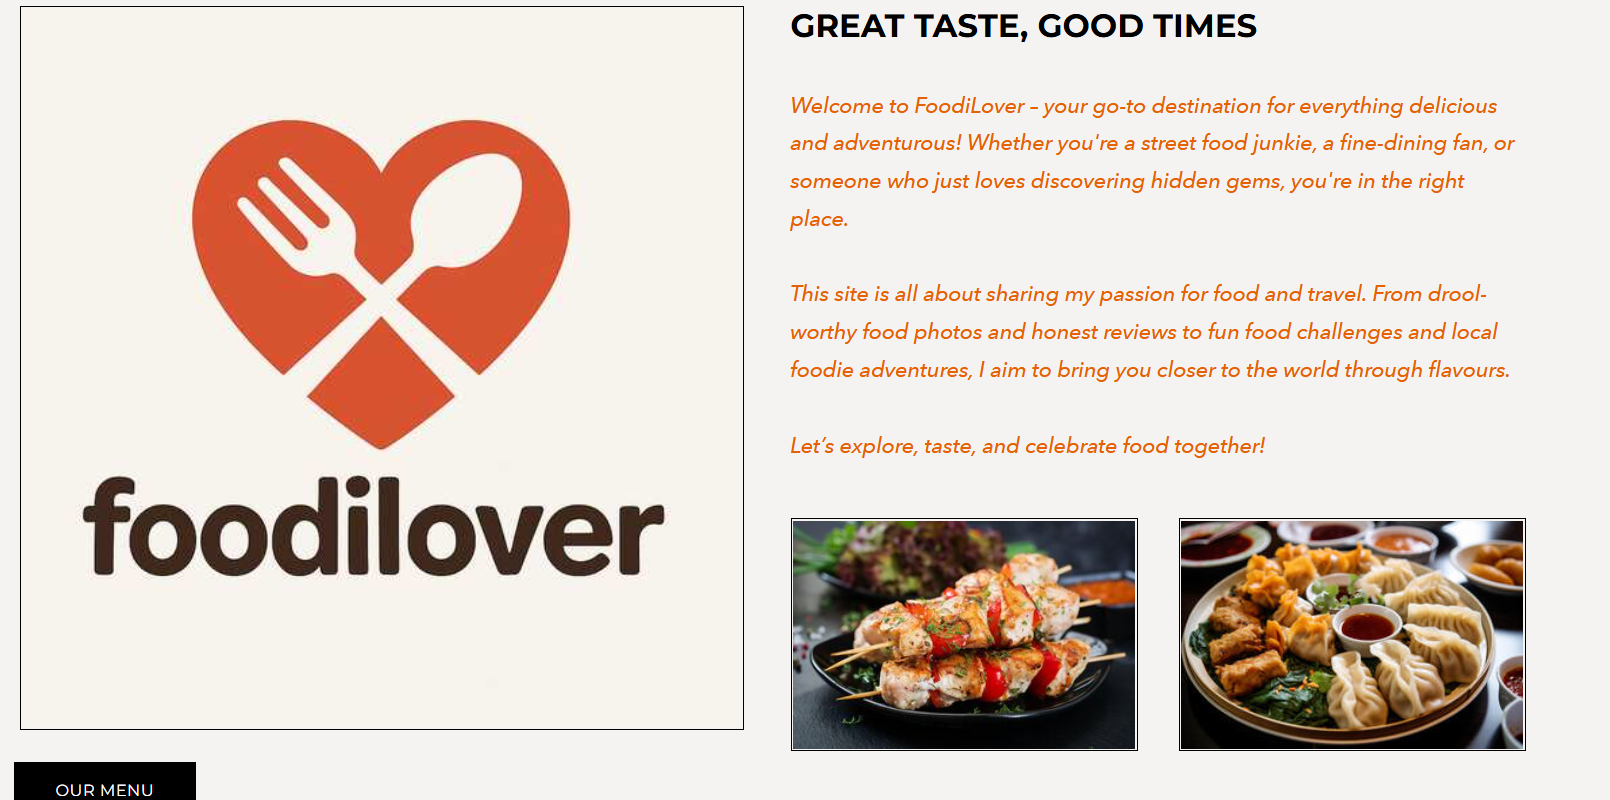 foodilover
OUR MENU
GREAT TASTE, GOOD TIMES
Welcome to FoodiLover – your go-to destination for everything delicious
and adventurous! Whether you're a street food junkie, a fine-dining fan, or
someone who just loves discovering hidden gems, you're in the right
place.
This site is all about sharing my passion for food and travel. From drool-
worthy food photos and honest reviews to fun food challenges and local
foodie adventures, I aim to bring you closer to the world through flavours.
Let’s explore, taste, and celebrate food together!